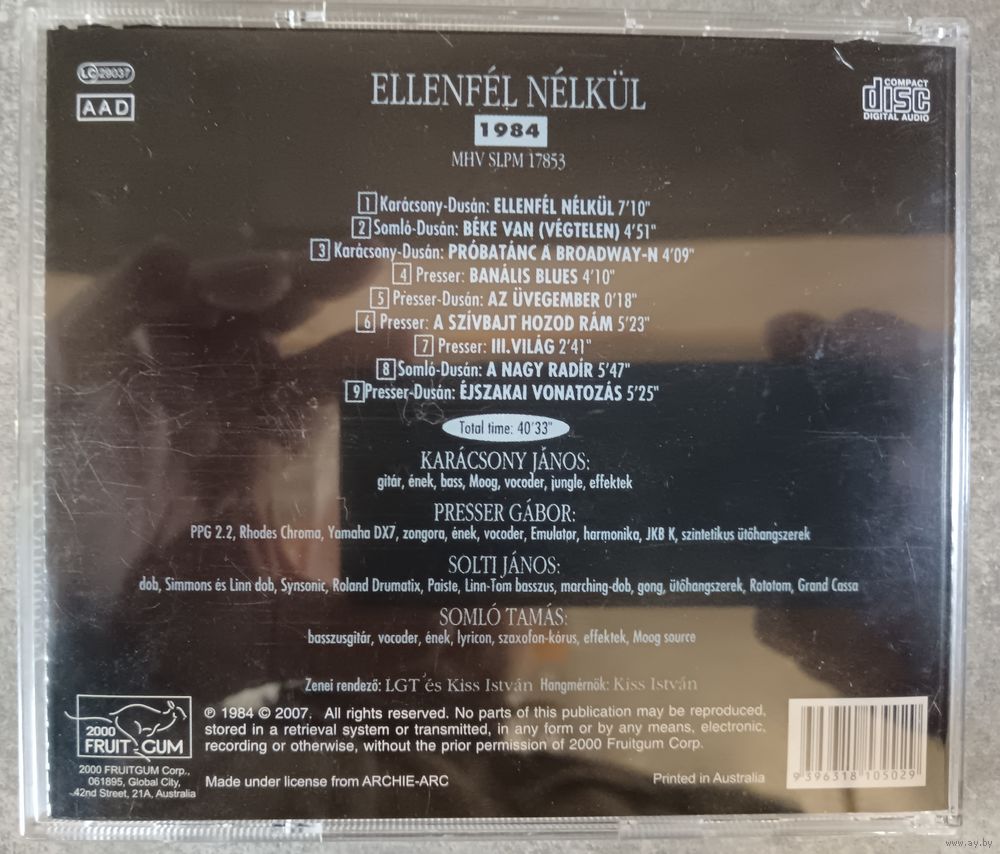 LC 29037
AAD
ELLENFÉL NÉLKÜL
1984
MHV SLPM 17853
COMPACT
disc
DIGITAL AUDIO
1 Karácsony-Dusán: ELLENFÉL NÉLKÜL 7'10"
2 Somló-Dusán: BÉKE VAN (VÉGTELEN) 4'51"
3 Karácsony-Dusán: PRÓBATÁNC A BROADWAY-N 4'09"
4 Presser: BANÁLIS BLUES 4'10"
5 Presser-Dusán: AZ ÜVEGEMBER 0'18"
6 Presser: A SZÍVBAJT HOZOD RÁM 5'23"
7 Presser: III.VILÁG 2'41"
8 Somló-Dusán: A NAGY RADÍR 5'47"
9 Presser-Dusán: ÉJSZAKAI VONATOZÁS 5'25"
Total time: 40'33"
KARÁCSONY JÁNOS:
gitár, ének, bass, Moog, vocoder, jungle, effektek
PRESSER GÁBOR:
PPG 2.2, Rhodes Chroma, Yamaha DX7, zongora, ének, vocoder, Emulator, harmonika, JKB K, szintetikus ütőhangszerek
SOLTI JÁNOS:
dob, Simmons és Linn dob, Synsonic, Roland Drumatix, Paiste, Linn-Tom basszus, marching-dob, gong, ütőhangszerek, Rototom, Grand Cassa
SOMLÓ TAMÁS:
basszusgitár, vocoder, ének, lyricon, szaxofon-kórus, effektek, Moog source
Zenei rendező: LGT és Kiss István Hangmérnök: Kiss István
2000
FRUITGUM
2000 FRUITGUM Corp.,
061895, Global City,
42nd Street, 21A, Australia
℗ 1984 © 2007. All rights reserved. No parts of this publication may be reproduced,
stored in a retrieval system or transmitted, in any form or by any means, electronic,
recording or otherwise, without the prior permission of 2000 Fruitgum Corp.
Made under license from ARCHIE-ARC
Printed in Australia
9 396318 105029
www.ay.by